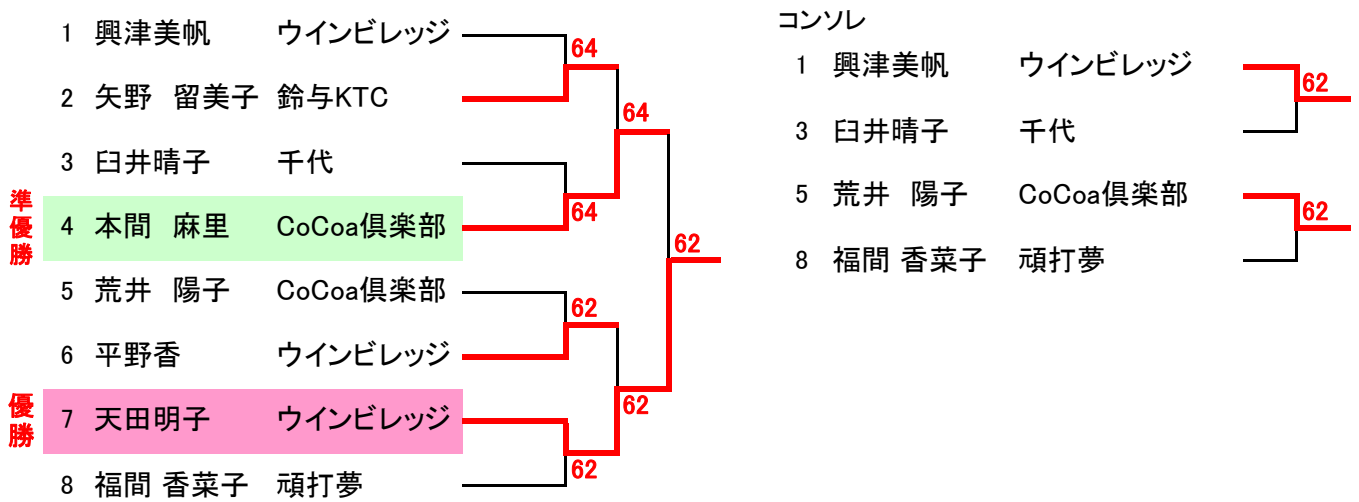 1 興津美帆 ウインビレッジ
64
2 矢野 留美子 鈴与KTC
64
3 臼井晴子 千代
準優勝
4 本間 麻里 CoCoa倶楽部
64
62
5 荒井 陽子 CoCoa倶楽部
62
6 平野香 ウインビレッジ
62
優勝
7 天田明子 ウインビレッジ
62
8 福間 香菜子 頑打夢
コンソレ
1 興津美帆 ウインビレッジ
62
3 臼井晴子 千代
5 荒井 陽子 CoCoa倶楽部
62
8 福間 香菜子 頑打夢